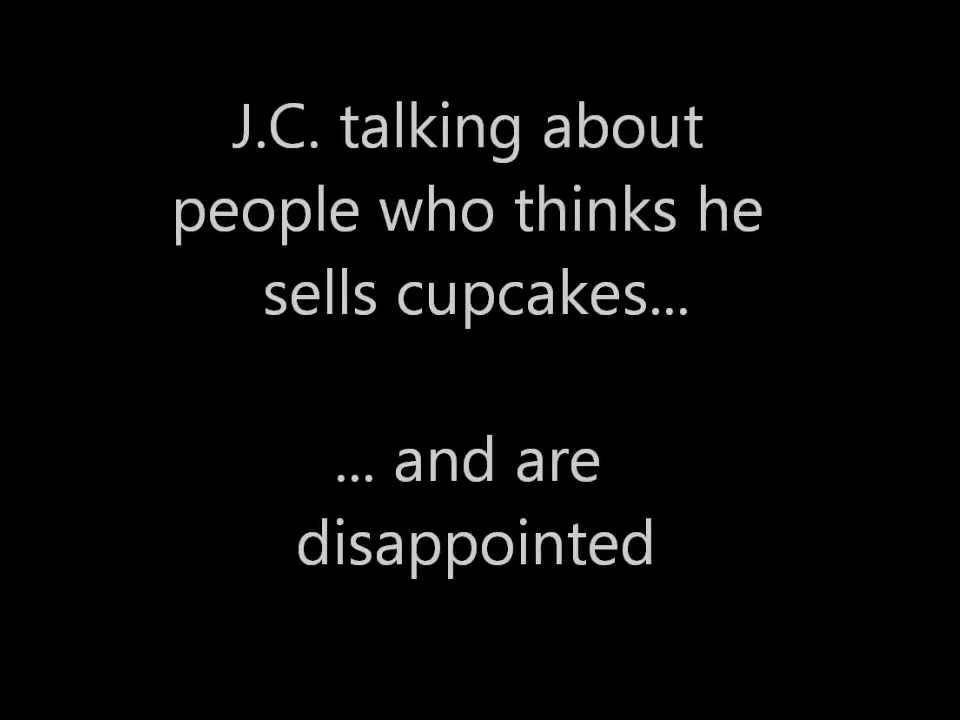 J.C. talking about
people who thinks he
sells cupcakes...
... and are
disappointed